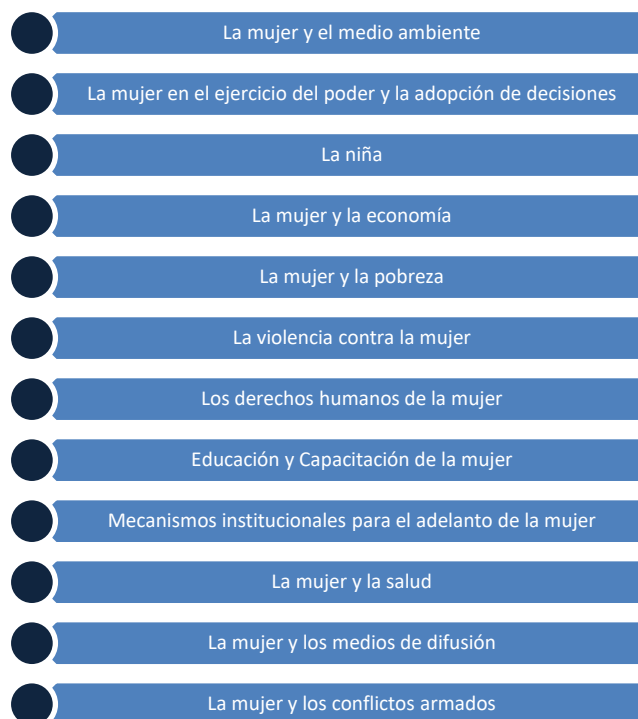 La mujer y el medio ambiente
La mujer en el ejercicio del poder y la adopción de decisiones
La niña
La mujer y la economía
La mujer y la pobreza
La violencia contra la mujer
Los derechos humanos de la mujer
Educación y Capacitación de la mujer
Mecanismos institucionales para el adelanto de la mujer
La mujer y la salud
La mujer y los medios de difusión
La mujer y los conflictos armados